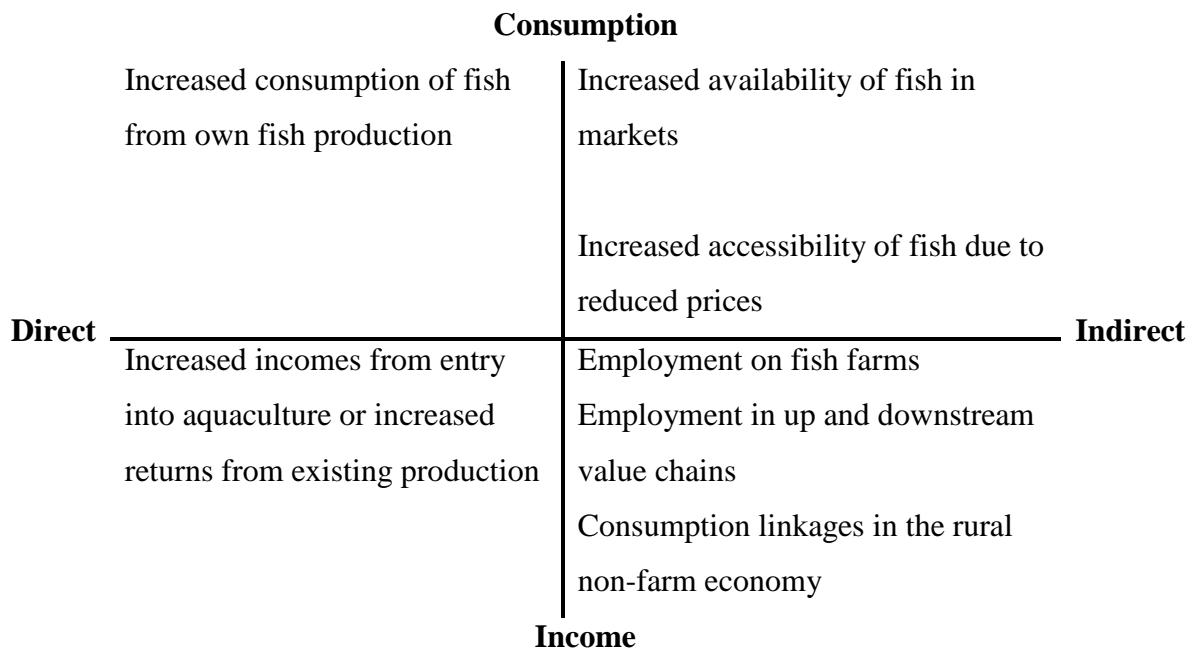 Consumption
Increased consumption of fish
from own fish production
Increased availability of fish in
markets
Increased accessibility of fish due to
reduced prices
Direct
Indirect
Increased incomes from entry
into aquaculture or increased
returns from existing production
Employment on fish farms
Employment in up and downstream
value chains
Consumption linkages in the rural
non-farm economy
Income